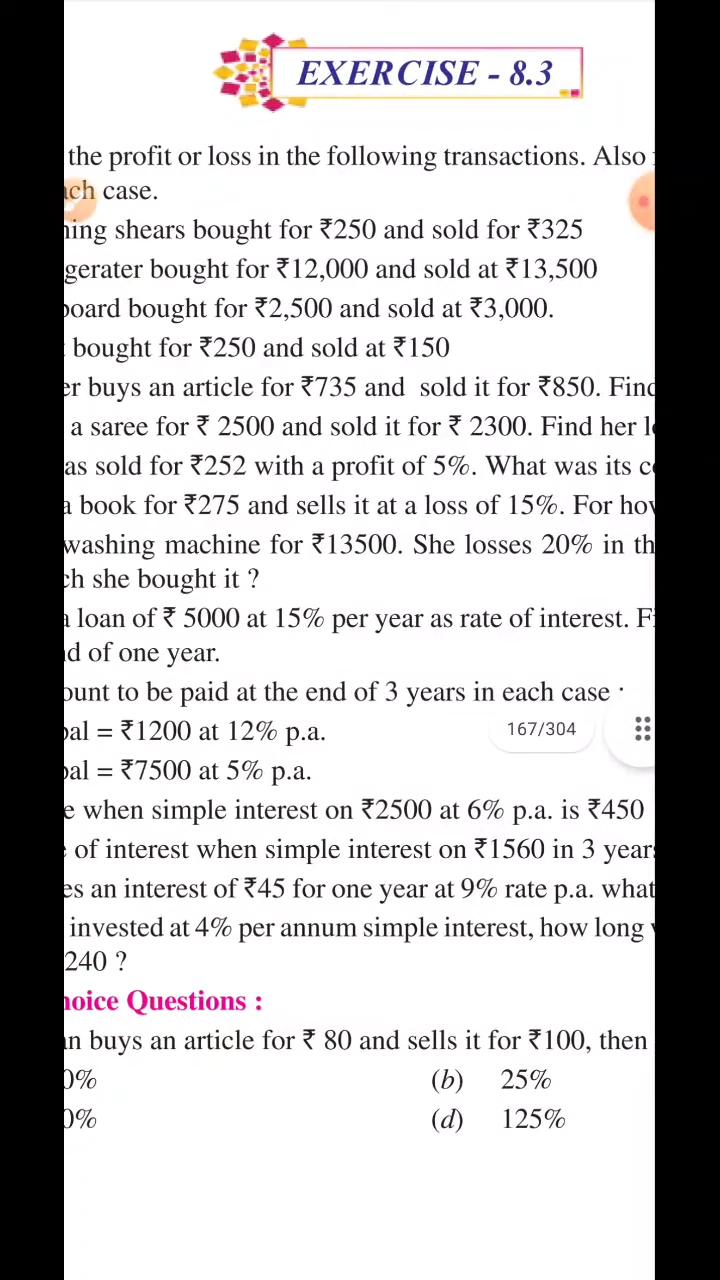 EXERCISE - 8.3
the profit or loss in the following transactions. Also
ach case.
ning shears bought for ₹250 and sold for ₹325
gerater bought for ₹12,000 and sold at ₹13,500
board bought for ₹2,500 and sold at ₹3,000.
bought for ₹250 and sold at ₹150
er buys an article for ₹735 and sold it for ₹850. Find
a saree for ₹ 2500 and sold it for ₹ 2300. Find her l
as sold for ₹252 with a profit of 5%. What was its c
a book for ₹275 and sells it at a loss of 15%. For how
washing machine for ₹13500. She losses 20% in th
ch she bought it ?
a loan of ₹ 5000 at 15% per year as rate of interest. F
d of one year.
ount to be paid at the end of 3 years in each case :
pal = ₹1200 at 12% p.a.
167/304
pal = ₹7500 at 5% p.a.
e when simple interest on ₹2500 at 6% p.a. is ₹450
of interest when simple interest on ₹1560 in 3 years
es an interest of ₹45 for one year at 9% rate p.a. what
invested at 4% per annum simple interest, how long
240 ?
hoice Questions :
an buys an article for ₹ 80 and sells it for ₹100, then
0%
(b) 25%
0%
(d) 125%